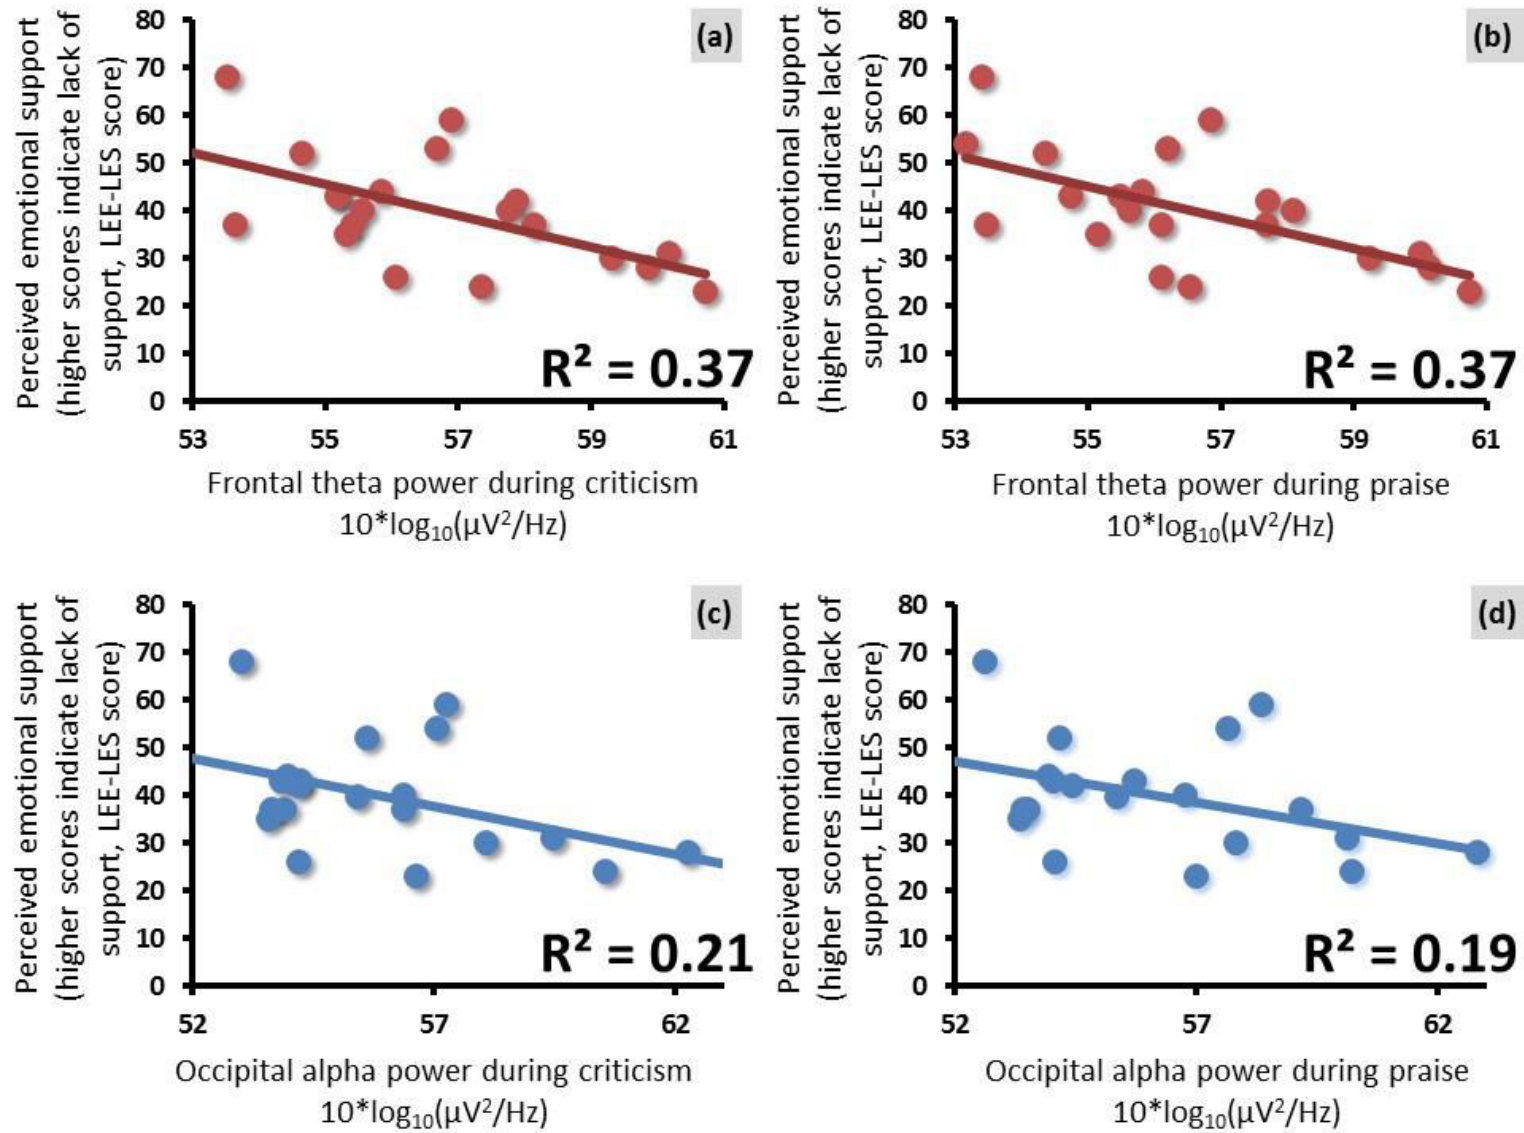 Perceived emotional support
(higher scores indicate lack of
support, LEE-LES score)
80
70
60
50
40
30
20
10
0
(a)
R² = 0.37
53
55
57
59
61
Frontal theta power during criticism
10*log₁₀(µV²/Hz)
Perceived emotional support
(higher scores indicate lack of
support, LEE-LES score)
80
70
60
50
40
30
20
10
0
(b)
R² = 0.37
53
55
57
59
61
Frontal theta power during praise
10*log₁₀(µV²/Hz)
Perceived emotional support
(higher scores indicate lack of
support, LEE-LES score)
80
70
60
50
40
30
20
10
0
(c)
R² = 0.21
52
57
62
Occipital alpha power during criticism
10*log₁₀(µV²/Hz)
Perceived emotional support
(higher scores indicate lack of
support, LEE-LES score)
80
70
60
50
40
30
20
10
0
(d)
R² = 0.19
52
57
62
Occipital alpha power during praise
10*log₁₀(µV²/Hz)